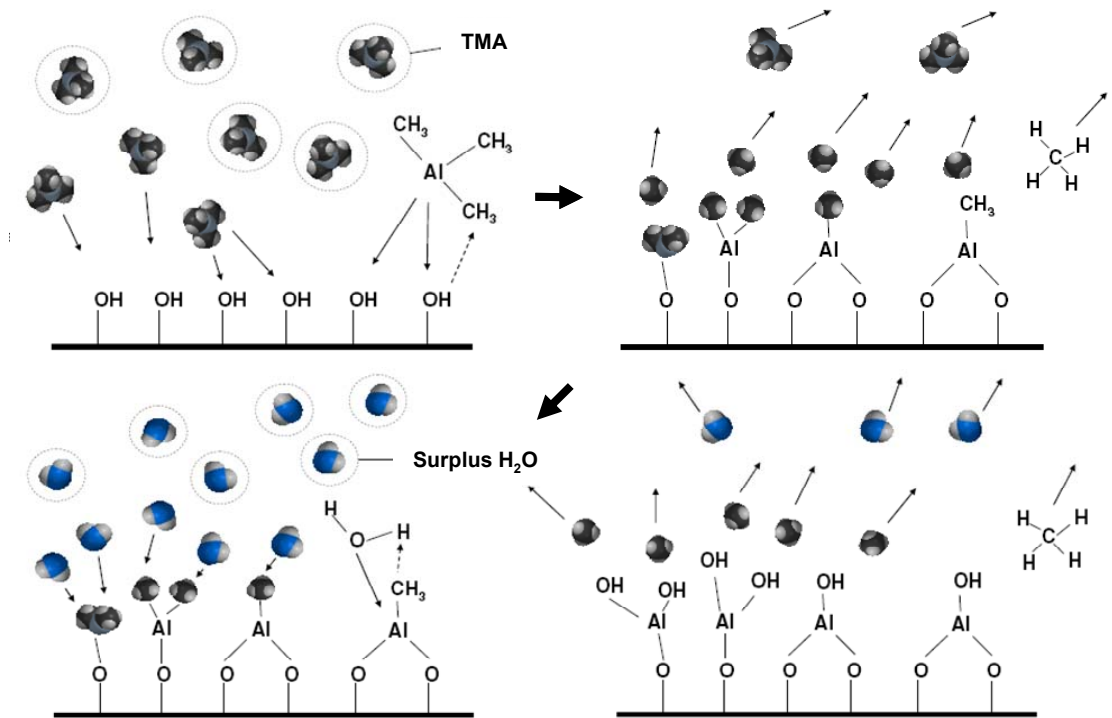 TMA
CH₃
CH₃
Al
CH₃
OH OH OH OH OH OH
H
H
C
H H
CH₃
Al Al Al
O O O O O O
Surplus H₂O
H
H
O
CH₃
Al Al Al
O O O O O O
H H
C
H H
OH OH OH OH OH OH
Al Al Al Al
O O O O O O